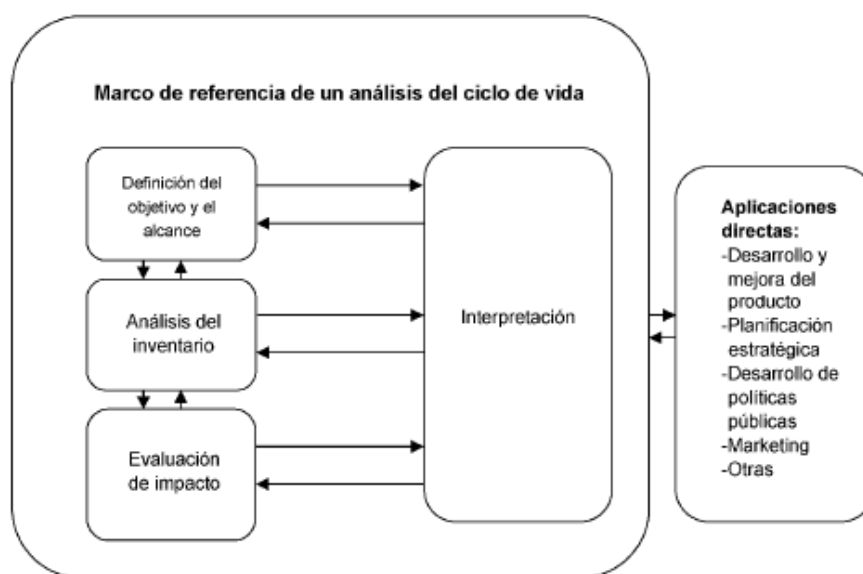 Marco de referencia de un análisis del ciclo de vida
Definición del
objetivo y el
alcance
Análisis del
inventario
Evaluación
de impacto
Interpretación
Aplicaciones
directas:
-Desarrollo y
mejora del
producto
-Planificación
estratégica
-Desarrollo de
políticas
públicas
-Marketing
-Otras